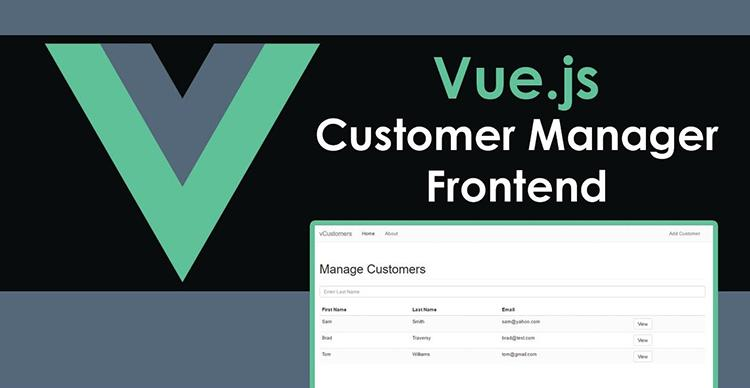 Vue.js
Customer Manager
Frontend
vCustomers Home About Add Customer
Manage Customers
Enter Last Name
First Name Last Name Email
Sam Smith sam@yahoo.com View
Brad Traversy brad@test.com View
Tom Williams tom@gmail.com View